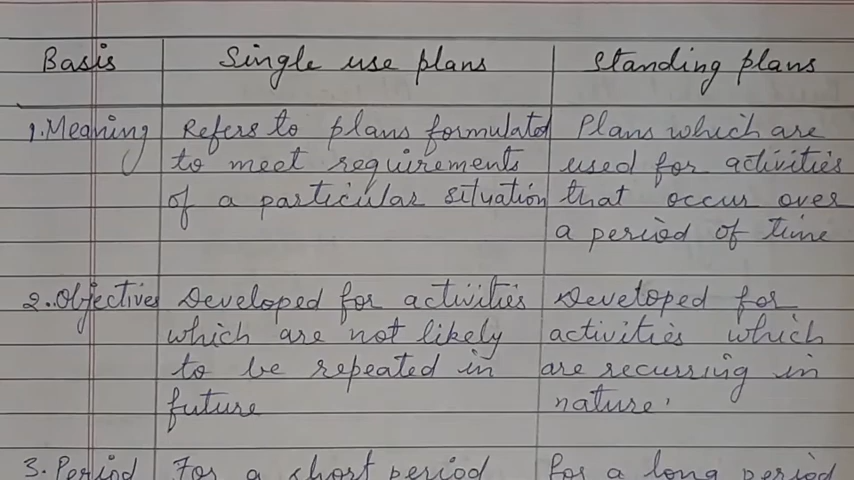 Basis Single use plans Standing plans
1. Meaning Refers to plans formulated Plans which are
to meet requirements used for activities
of a particular situation that occur over
a period of time
2. Objectives Developed for activities Developed for
which are not likely activities which
to be repeated in are recurring in
future nature.
3. Period For a short period for a long period